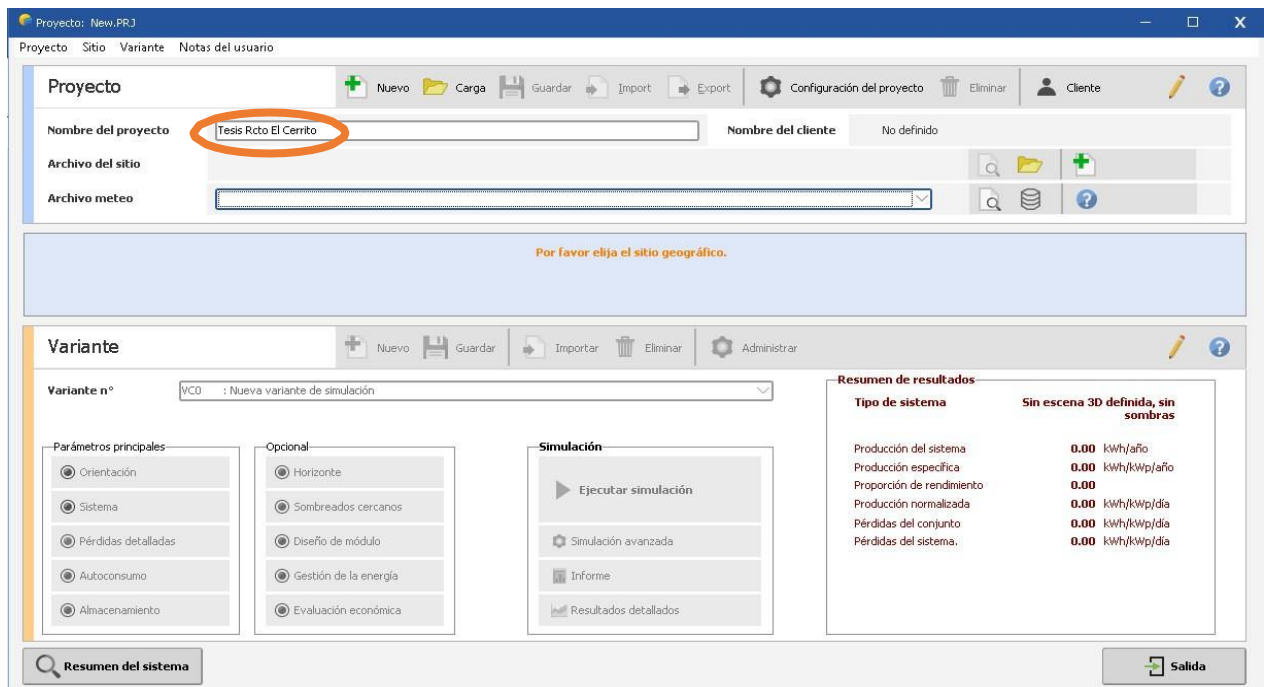 Proyecto: New.PRJ
Proyecto Sitio Variante Notas del usuario
Proyecto
Nuevo Carga Guardar Import Export Configuración del proyecto Eliminar Cliente
Nombre del proyecto Tesis Rcto El Cerrito Nombre del cliente No definido
Archivo del sitio
Archivo meteo
Por favor elija el sitio geográfico.
Variante
Nuevo Guardar Importar Eliminar Administrar
Variante n° VC0 : Nueva variante de simulación
Parámetros principales
Orientación
Sistema
Pérdidas detalladas
Autoconsumo
Almacenamiento
Opcional
Horizonte
Sombreados cercanos
Diseño de módulo
Gestión de la energía
Evaluación económica
Simulación
Ejecutar simulación
Simulación avanzada
Informe
Resultados detallados
Resumen de resultados
Tipo de sistema Sin escena 3D definida, sin
sombras
Producción del sistema 0.00 kWh/año
Producción específica 0.00 kWh/kWp/año
Proporción de rendimiento 0.00
Producción normalizada 0.00 kWh/kWp/día
Pérdidas del conjunto 0.00 kWh/kWp/día
Pérdidas del sistema. 0.00 kWh/kWp/día
Resumen del sistema
Salida